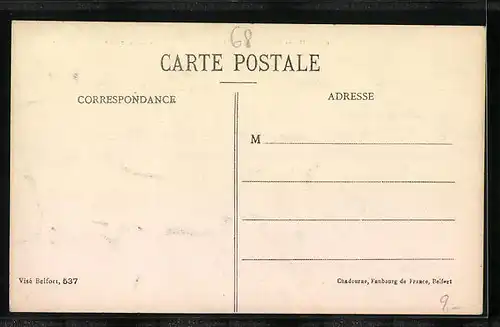 68
CARTE POSTALE
CORRESPONDANCE
ADRESSE
M
Visé Belfort, 537
Chadourne, Faubourg de France, Belfort
9.-